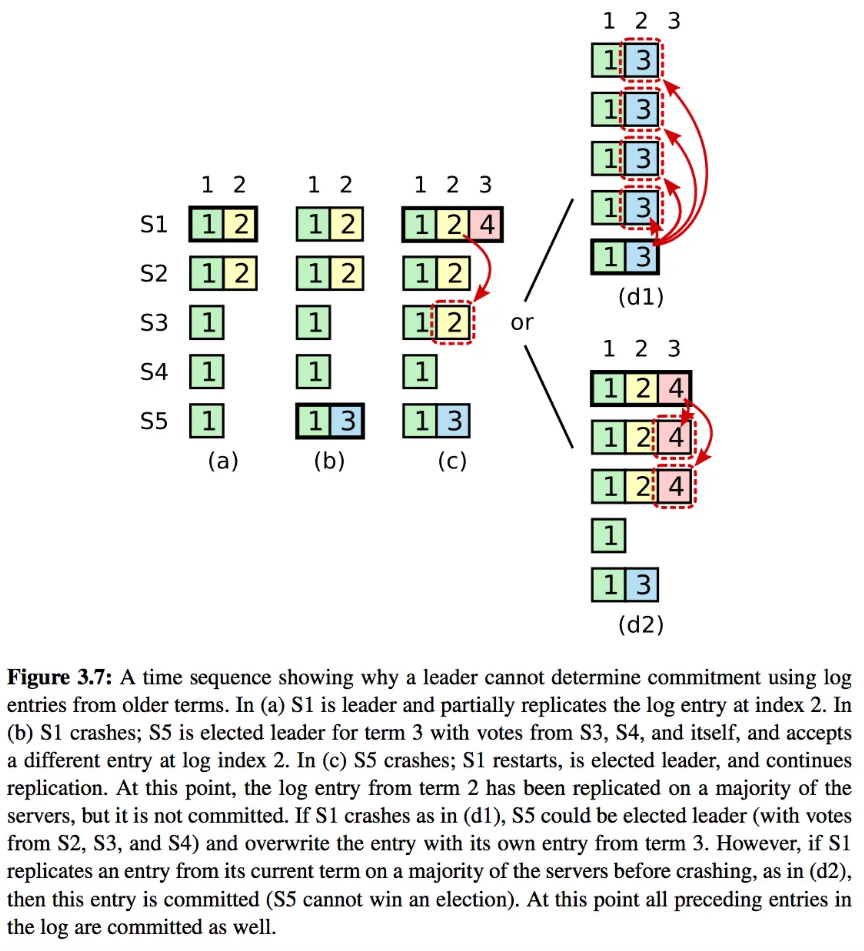 1 2 3
1 3
1 3
1 3
1 3
1 3
(d1)
1 2
1 2
1 2 3
S1
1 2
1 2
1 2 4
S2
1 2
1 2
1 2
S3
1
1
1 2
or
S4
1
1
1
S5
1
1 3
1 3
(a)
(b)
(c)
1 2 3
1 2 4
1 2 4
1 2 4
1
1 3
(d2)
Figure 3.7: A time sequence showing why a leader cannot determine commitment using log
entries from older terms. In (a) S1 is leader and partially replicates the log entry at index 2. In
(b) S1 crashes; S5 is elected leader for term 3 with votes from S3, S4, and itself, and accepts
a different entry at log index 2. In (c) S5 crashes; S1 restarts, is elected leader, and continues
replication. At this point, the log entry from term 2 has been replicated on a majority of the
servers, but it is not committed. If S1 crashes as in (d1), S5 could be elected leader (with votes
from S2, S3, and S4) and overwrite the entry with its own entry from term 3. However, if S1
replicates an entry from its current term on a majority of the servers before crashing, as in (d2),
then this entry is committed (S5 cannot win an election). At this point all preceding entries in
the log are committed as well.